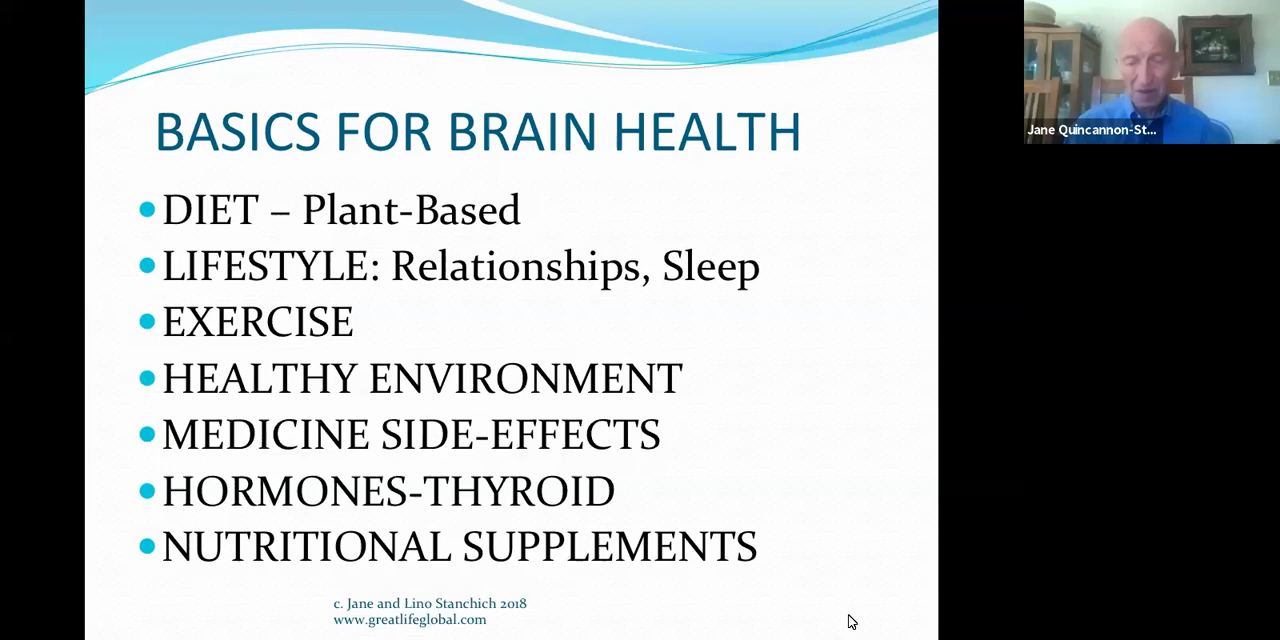 BASICS FOR BRAIN HEALTH
•DIET – Plant-Based
•LIFESTYLE: Relationships, Sleep
•EXERCISE
•HEALTHY ENVIRONMENT
•MEDICINE SIDE-EFFECTS
•HORMONES-THYROID
•NUTRITIONAL SUPPLEMENTS
c. Jane and Lino Stanchich 2018
www.greatlifeglobal.com
Jane Quincannon-St...